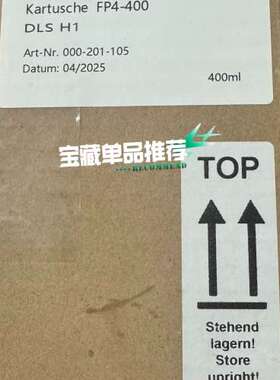 Kartusche FP4-400
DLS H1
Art-Nr. 000-201-105
Datum: 04/2025
400ml
宝藏单品推荐
RECOMMEAD
TOP
Stehend
lagern!
Store
upright!